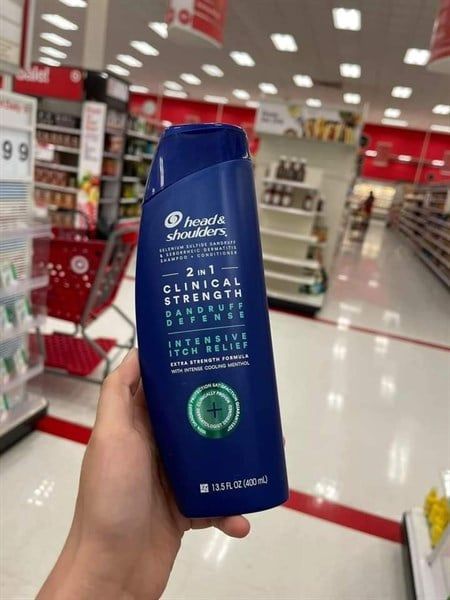 head &
shoulders
SELENIUM SULFIDE DANDRUFF
& SEBORRHEIC DERMATITIS
SHAMPOO + CONDITIONER
2 IN 1
CLINICAL
STRENGTH
DANDRUFF
DEFENSE
INTENSIVE
ITCH RELIEF
EXTRA STRENGTH FORMULA
WITH INTENSE COOLING MENTHOL
13.5 FL OZ (400 mL)
99